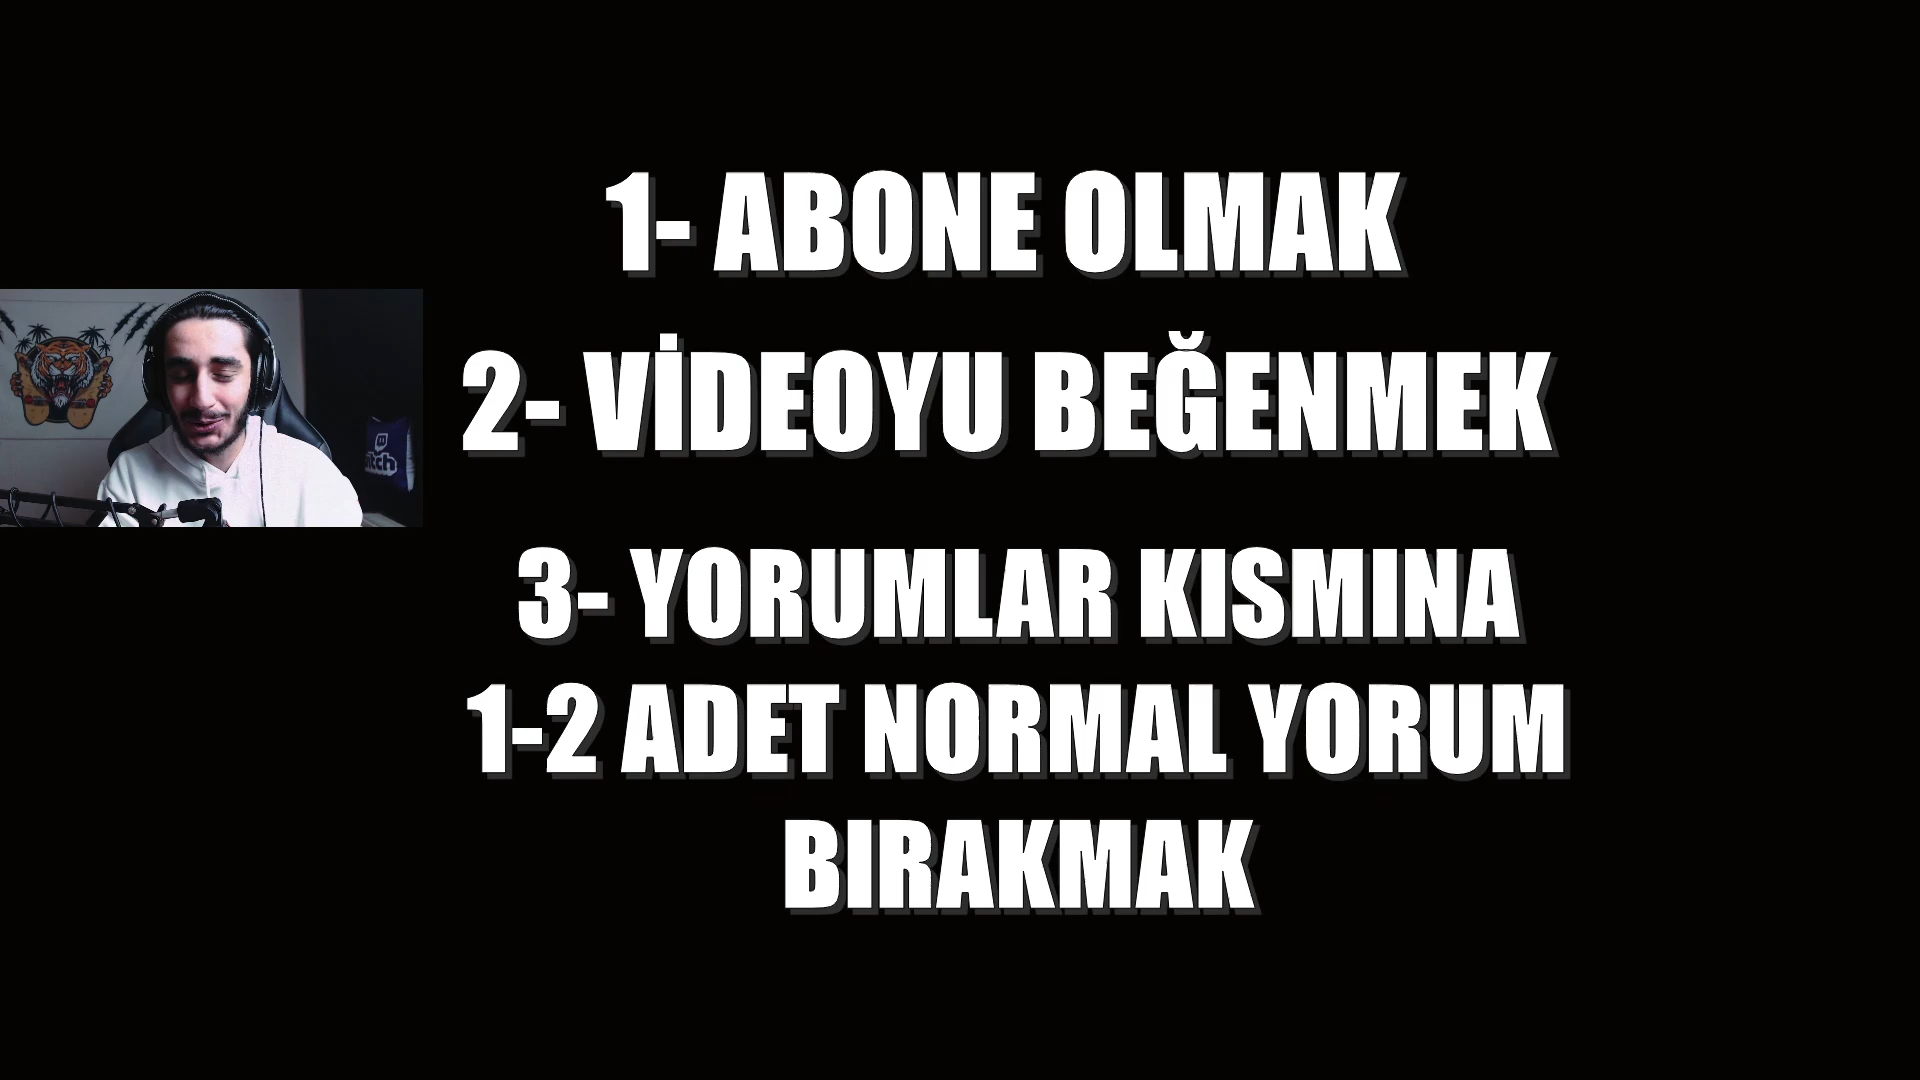 1- ABONE OLMAK
2- VİDEOYU BEĞENMEK
3- YORUMLAR KISMINA
1-2 ADET NORMAL YORUM
BIRAKMAK